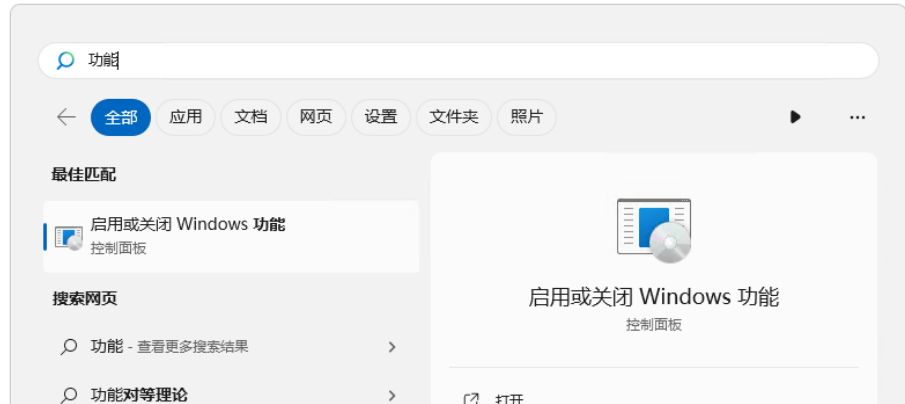 功能
全部 应用 文档 网页 设置 文件夹 照片
最佳匹配
启用或关闭 Windows 功能
控制面板
搜索网页
功能 - 查看更多搜索结果
功能对等理论
启用或关闭 Windows 功能
控制面板
打开